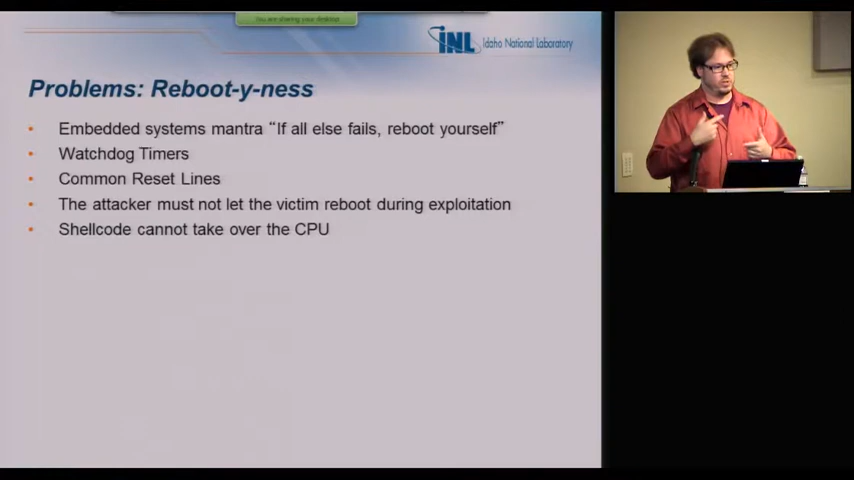 You are sharing your desktop
INL Idaho National Laboratory
Problems: Reboot-y-ness
• Embedded systems mantra “If all else fails, reboot yourself”
• Watchdog Timers
• Common Reset Lines
• The attacker must not let the victim reboot during exploitation
• Shellcode cannot take over the CPU